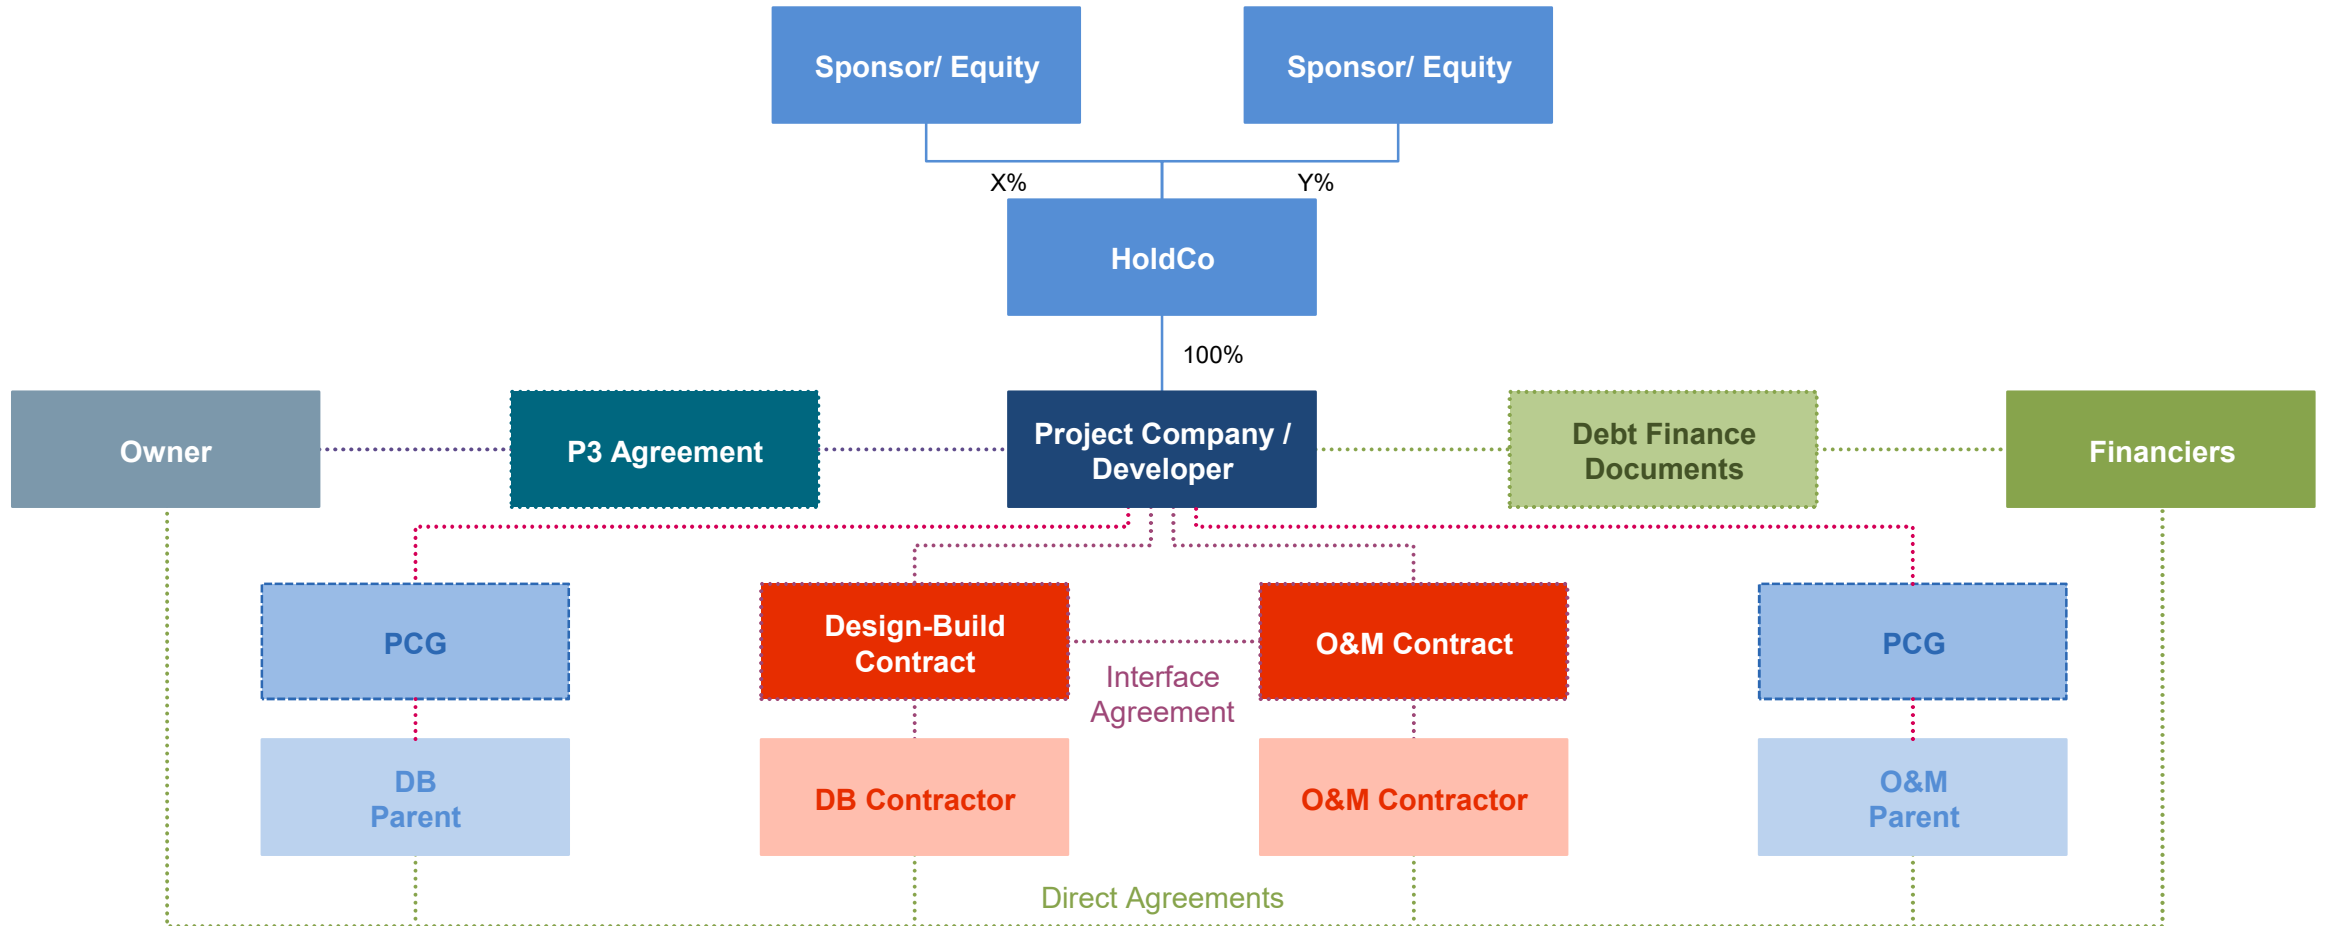 Sponsor/ Equity
Sponsor/ Equity
X%
Y%
HoldCo
100%
Owner
P3 Agreement
Project Company /
Developer
Debt Finance
Documents
Financiers
PCG
Design-Build
Contract
Interface
Agreement
O&M Contract
PCG
DB
Parent
DB Contractor
O&M Contractor
O&M
Parent
Direct Agreements